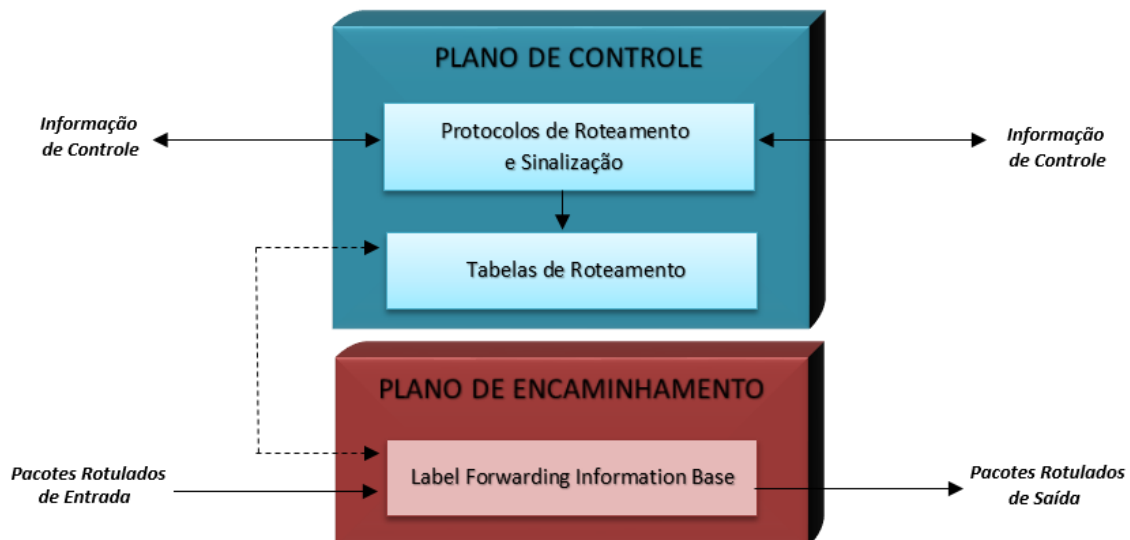 PLANO DE CONTROLE
Informação
de Controle
Protocolos de Roteamento
e Sinalização
Informação
de Controle
Tabelas de Roteamento
PLANO DE ENCAMINHAMENTO
Pacotes Rotulados
de Entrada
Label Forwarding Information Base
Pacotes Rotulados
de Saída